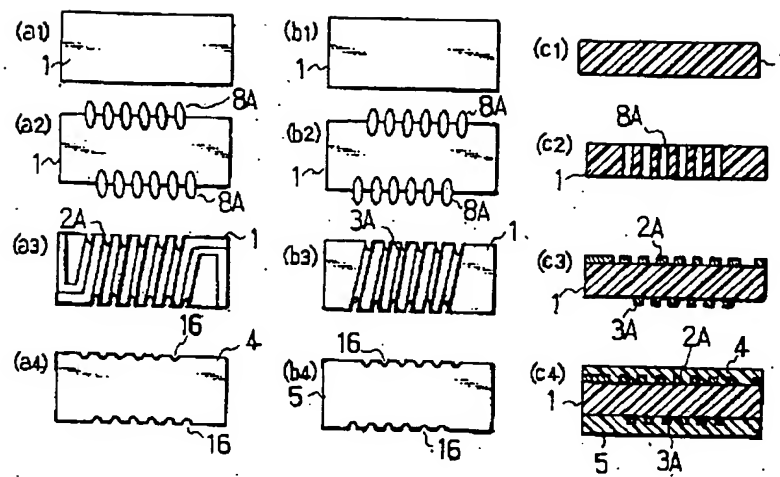 (a1)
1
(b1)
1
(c1)
(a2)
8A
1
8A
(b2)
8A
1
8A
(c2)
8A
1
(a3)
2A
1
16
(b3)
3A
1
(c3)
2A
1
3A
(a4)
16
4
16
(b4)
16
5
16
(c4)
2A
4
1
5
3A